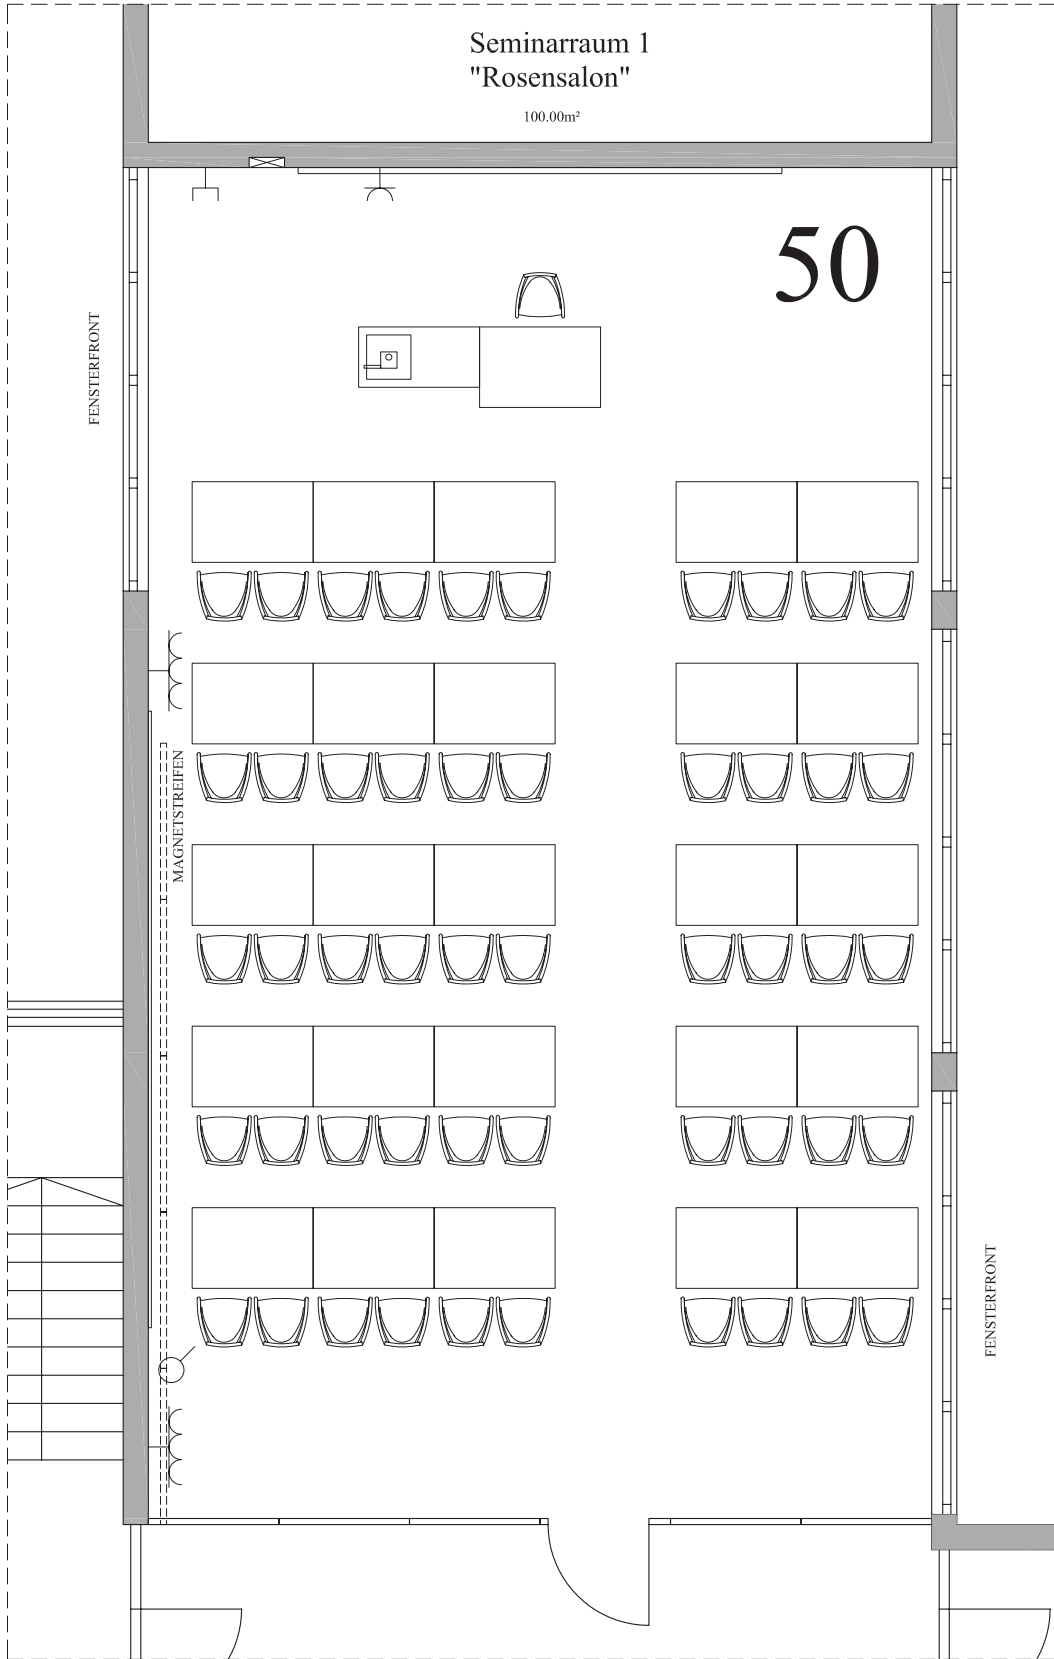 Seminarraum 1
"Rosensalon"
100.00m²
50
FENSTERFRONT
MAGNETSTREIFEN
FENSTERFRONT